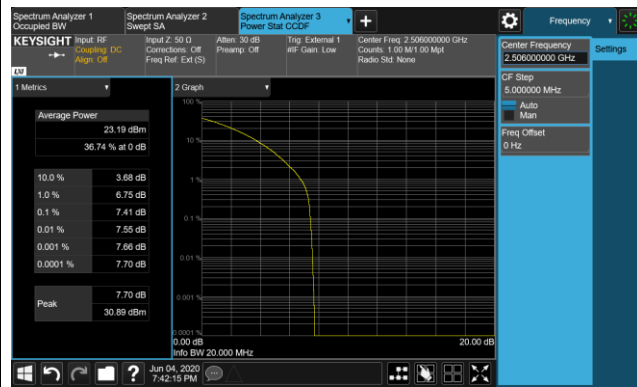 Spectrum Analyzer 1
Occupied BW
Spectrum Analyzer 2
Swept SA
Spectrum Analyzer 3
Power Stat CCDF
Frequency
KEYSIGHT
Input: RF
Coupling: DC
Align: Off
Input Z: 50 Ω
Corrections: Off
Freq Ref: Ext (S)
Atten: 30 dB
Preamp: Off
Trig: External 1
#IF Gain: Low
Center Freq: 2.506000000 GHz
Counts: 1.00 M/1.00 Mpt
Radio Std: None
LXI
Center Frequency
2.506000000 GHz
Settings
CF Step
5.000000 MHz
Auto
Man
Freq Offset
0 Hz
1 Metrics
Average Power
23.19 dBm
36.74 % at 0 dB
10.0 % 3.68 dB
1.0 % 6.75 dB
0.1 % 7.41 dB
0.01 % 7.55 dB
0.001 % 7.66 dB
0.0001 % 7.70 dB
Peak
7.70 dB
30.89 dBm
2 Graph
100 %
10 %
1 %
0.1 %
0.01 %
0.001 %
0.0001 %
0.00 dB
20.00 dB
Info BW 20.000 MHz
?
Jun 04, 2020
7:42:15 PM